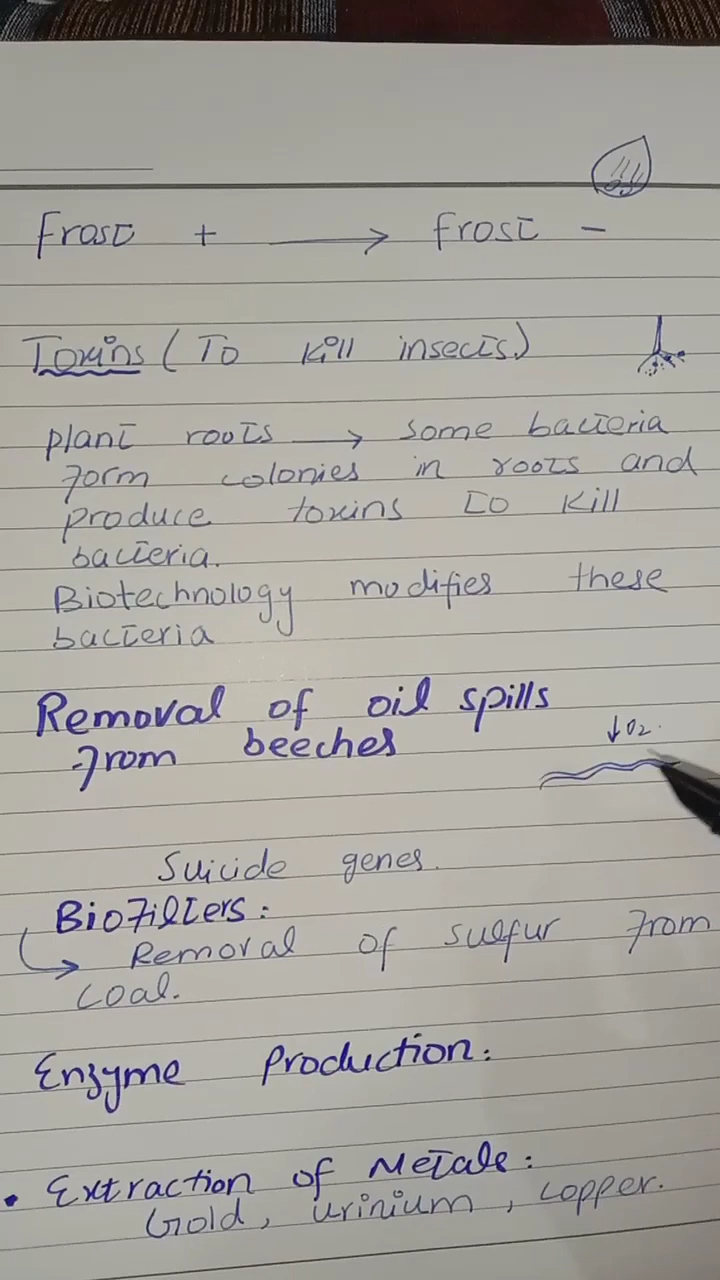 Frost + → Frost -
Toxins (To kill insects)
plant roots → some bacteria
form colonies in roots and
produce toxins to kill
bacteria.
Biotechnology modifies these
bacteria
Removal of oil spills
from beeches
↓O2.
Suicide genes.
BioFilters:
→ Removal of sulfur from
coal.
Enzyme Production:
• Extraction of Metals:
Gold, urinium, copper.